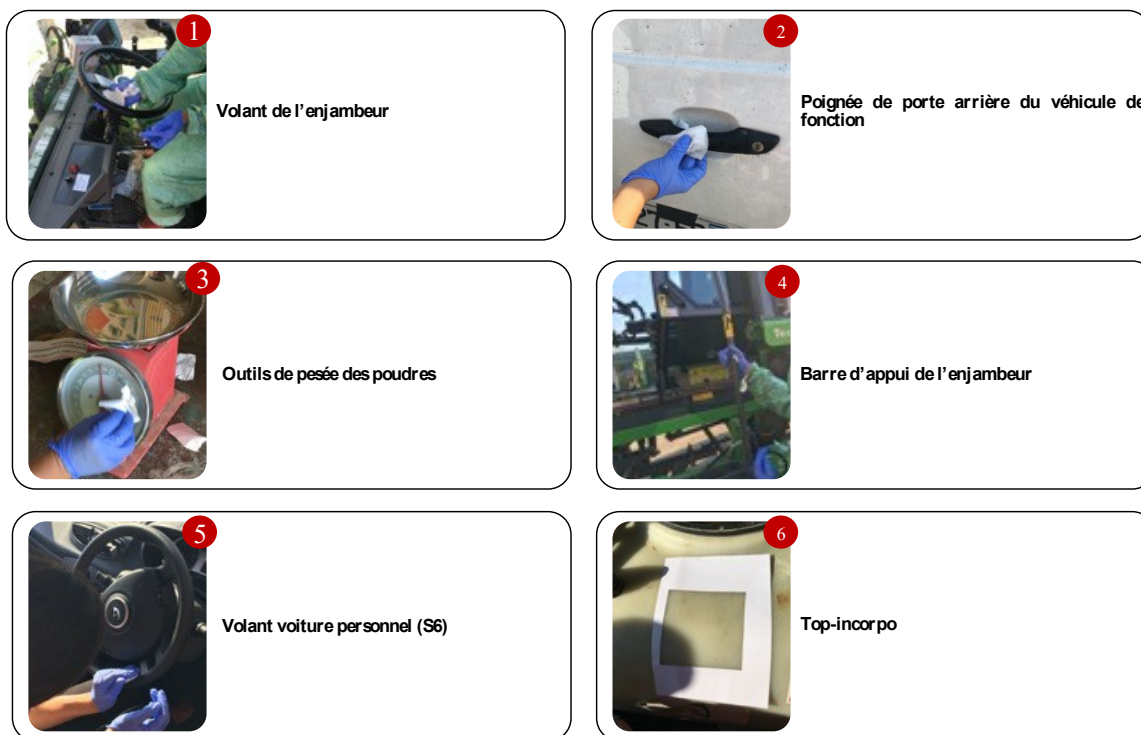 1
Volant de l'enjambeur
2
Poignée de porte arrière du véhicule de
fonction
3
Outils de pesée des poudres
4
Barre d'appui de l'enjambeur
5
Volant voiture personnel (S6)
6
Top-incorpo